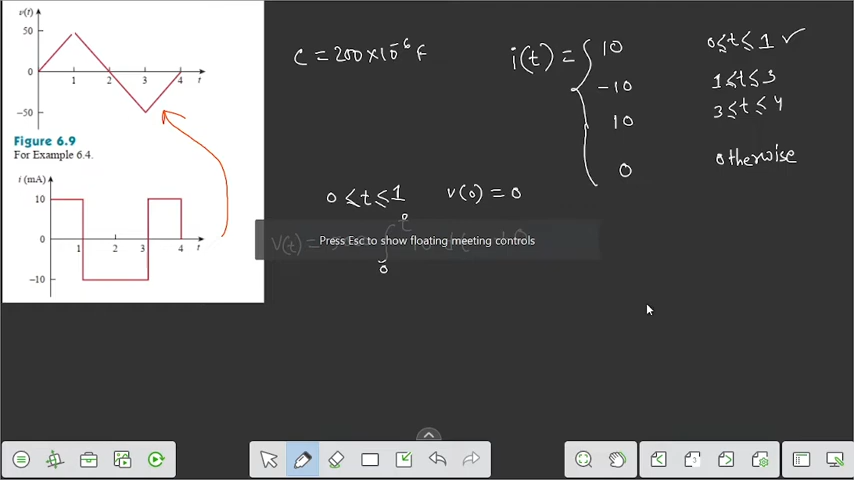 v(t)
50
0
1 2 3 4 t
−50
Figure 6.9
For Example 6.4.
i (mA)
10
0
1 2 3 4 t
−10
C = 200×10⁻⁶ F
i(t) = { 10 0≤t≤1 ✓
−10 1≤t≤3
10 3≤t≤4
0 otherwise
0≤t≤1 v(0) = 0
v(t) =
Press Esc to show floating meeting controls
3